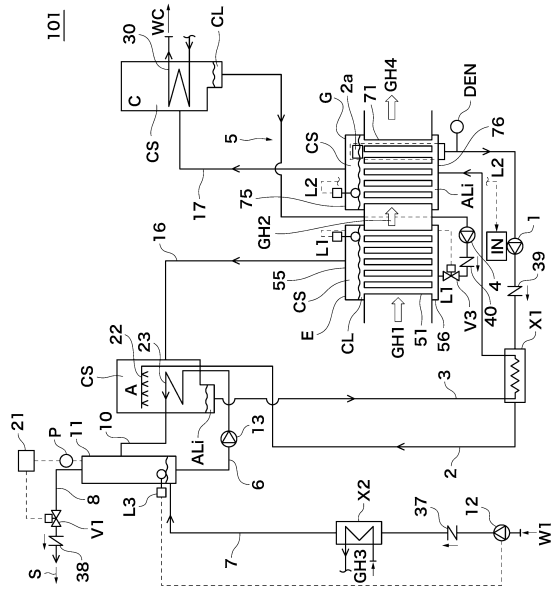 101
WC
30
CL
C
CS
5
17
GH4
G
2a
71
DEN
CS
L2
75
GH2
76
ALi
L2
1
IN
16
L1
55
CS
E
CL
GH1
51
56
L1
V3
40
4
39
X1
22
23
CS
A
10
ALi
13
3
2
21
P
11
8
V1
38
S
L3
6
7
X2
GH3
37
12
W1